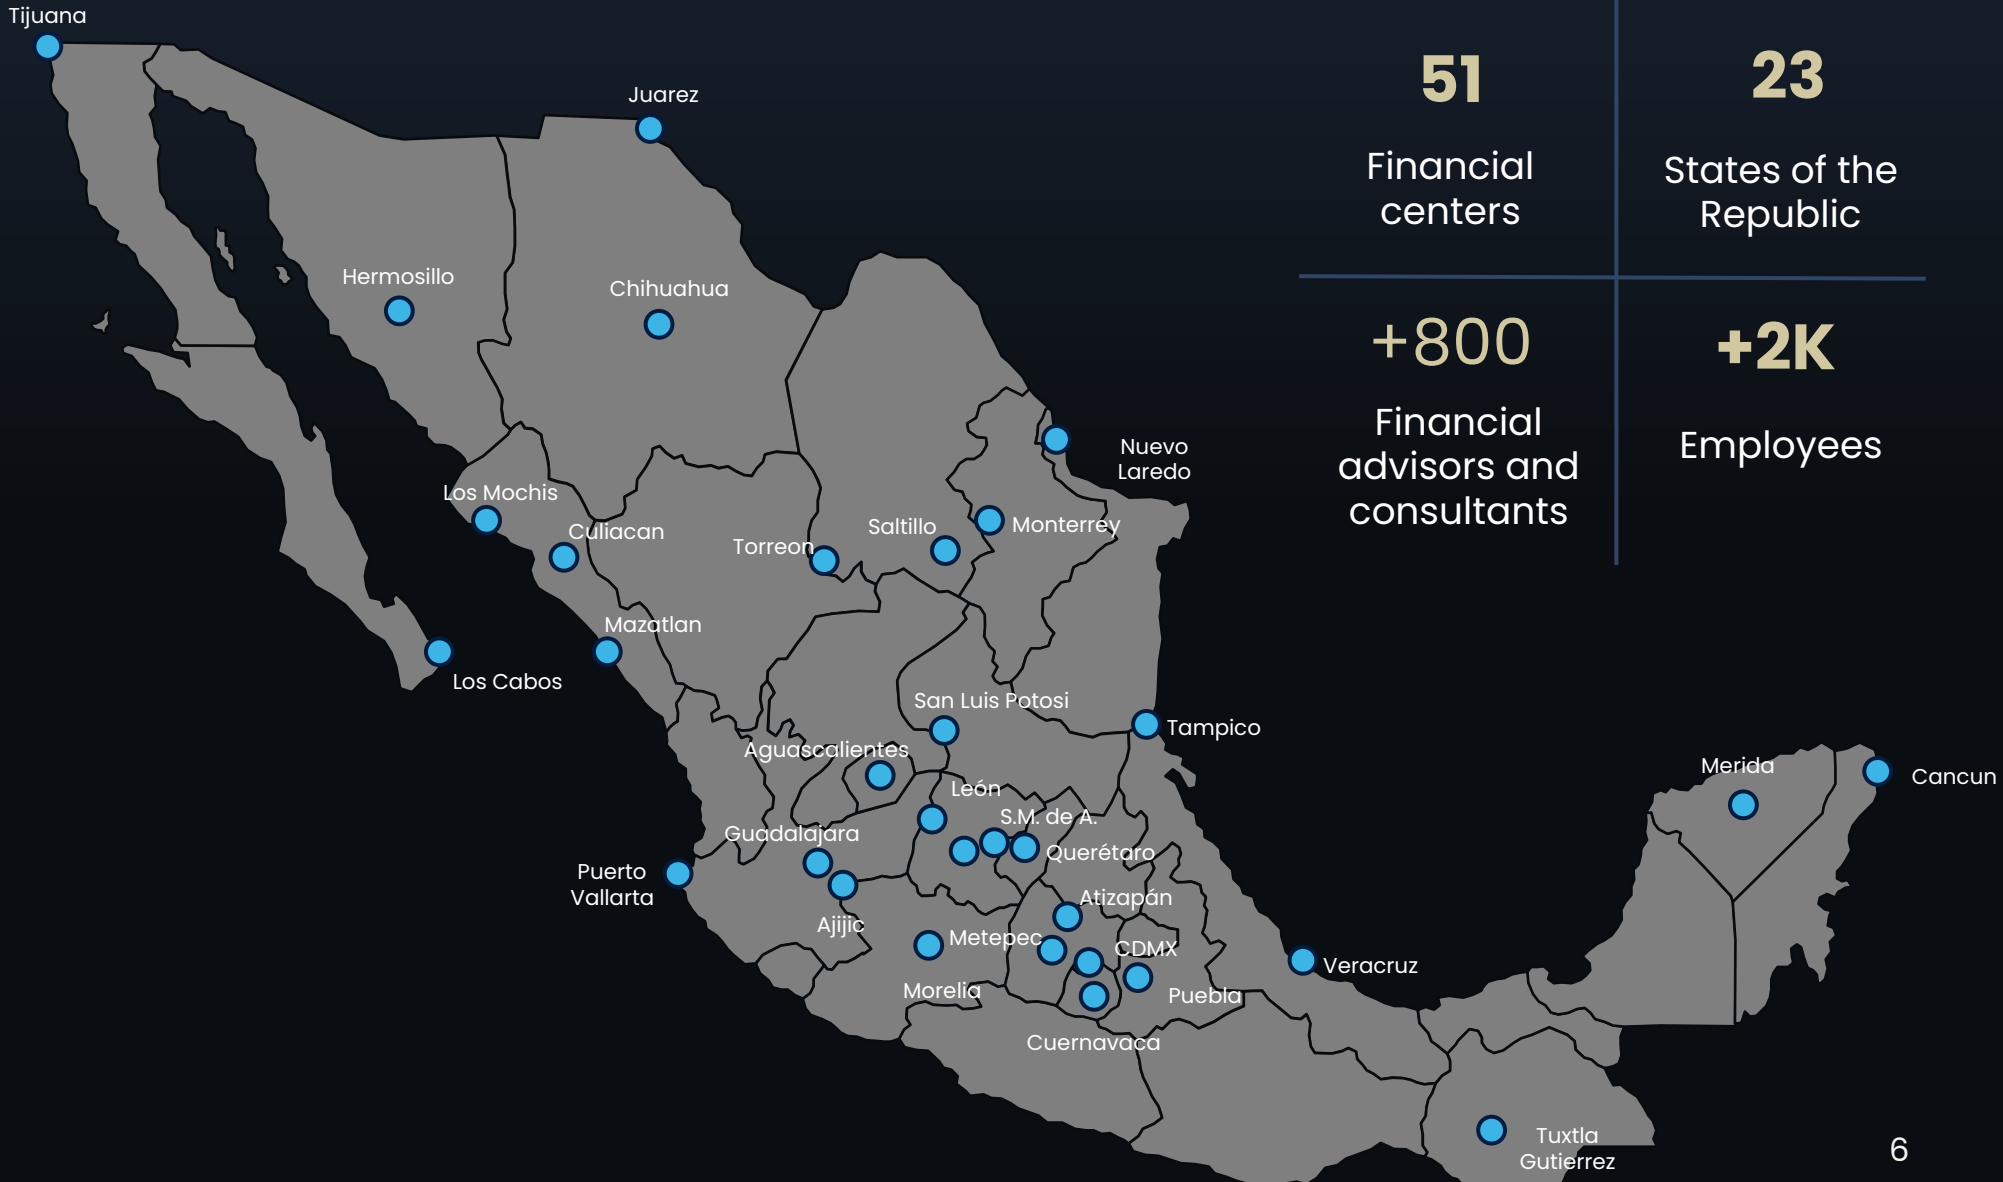 Tijuana
Juarez
Hermosillo
Chihuahua
Nuevo
Laredo
Los Mochis
Culiacan
Torreon
Saltillo
Monterrey
Mazatlan
Los Cabos
San Luis Potosi
Tampico
Aguascalientes
León
S.M. de A.
Guadalajara
Querétaro
Puerto
Vallarta
Ajijic
Atizapán
Metepec
CDMX
Morelia
Puebla
Cuernavaca
Veracruz
Merida
Cancun
Tuxtla
Gutierrez
51
Financial
centers
23
States of the
Republic
+800
Financial
advisors and
consultants
+2K
Employees
6